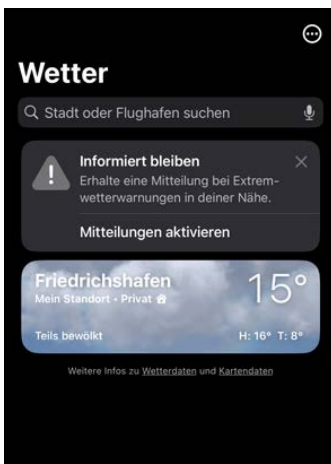 Wetter
Stadt oder Flughafen suchen
Informiert bleiben
Erhalte eine Mitteilung bei Extrem-
wetterwarnungen in deiner Nähe.
Mitteilungen aktivieren
Friedrichshafen 15°
Mein Standort • Privat
Teils bewölkt H: 16° T: 8°
Weitere Infos zu Wetterdaten und Kartendaten